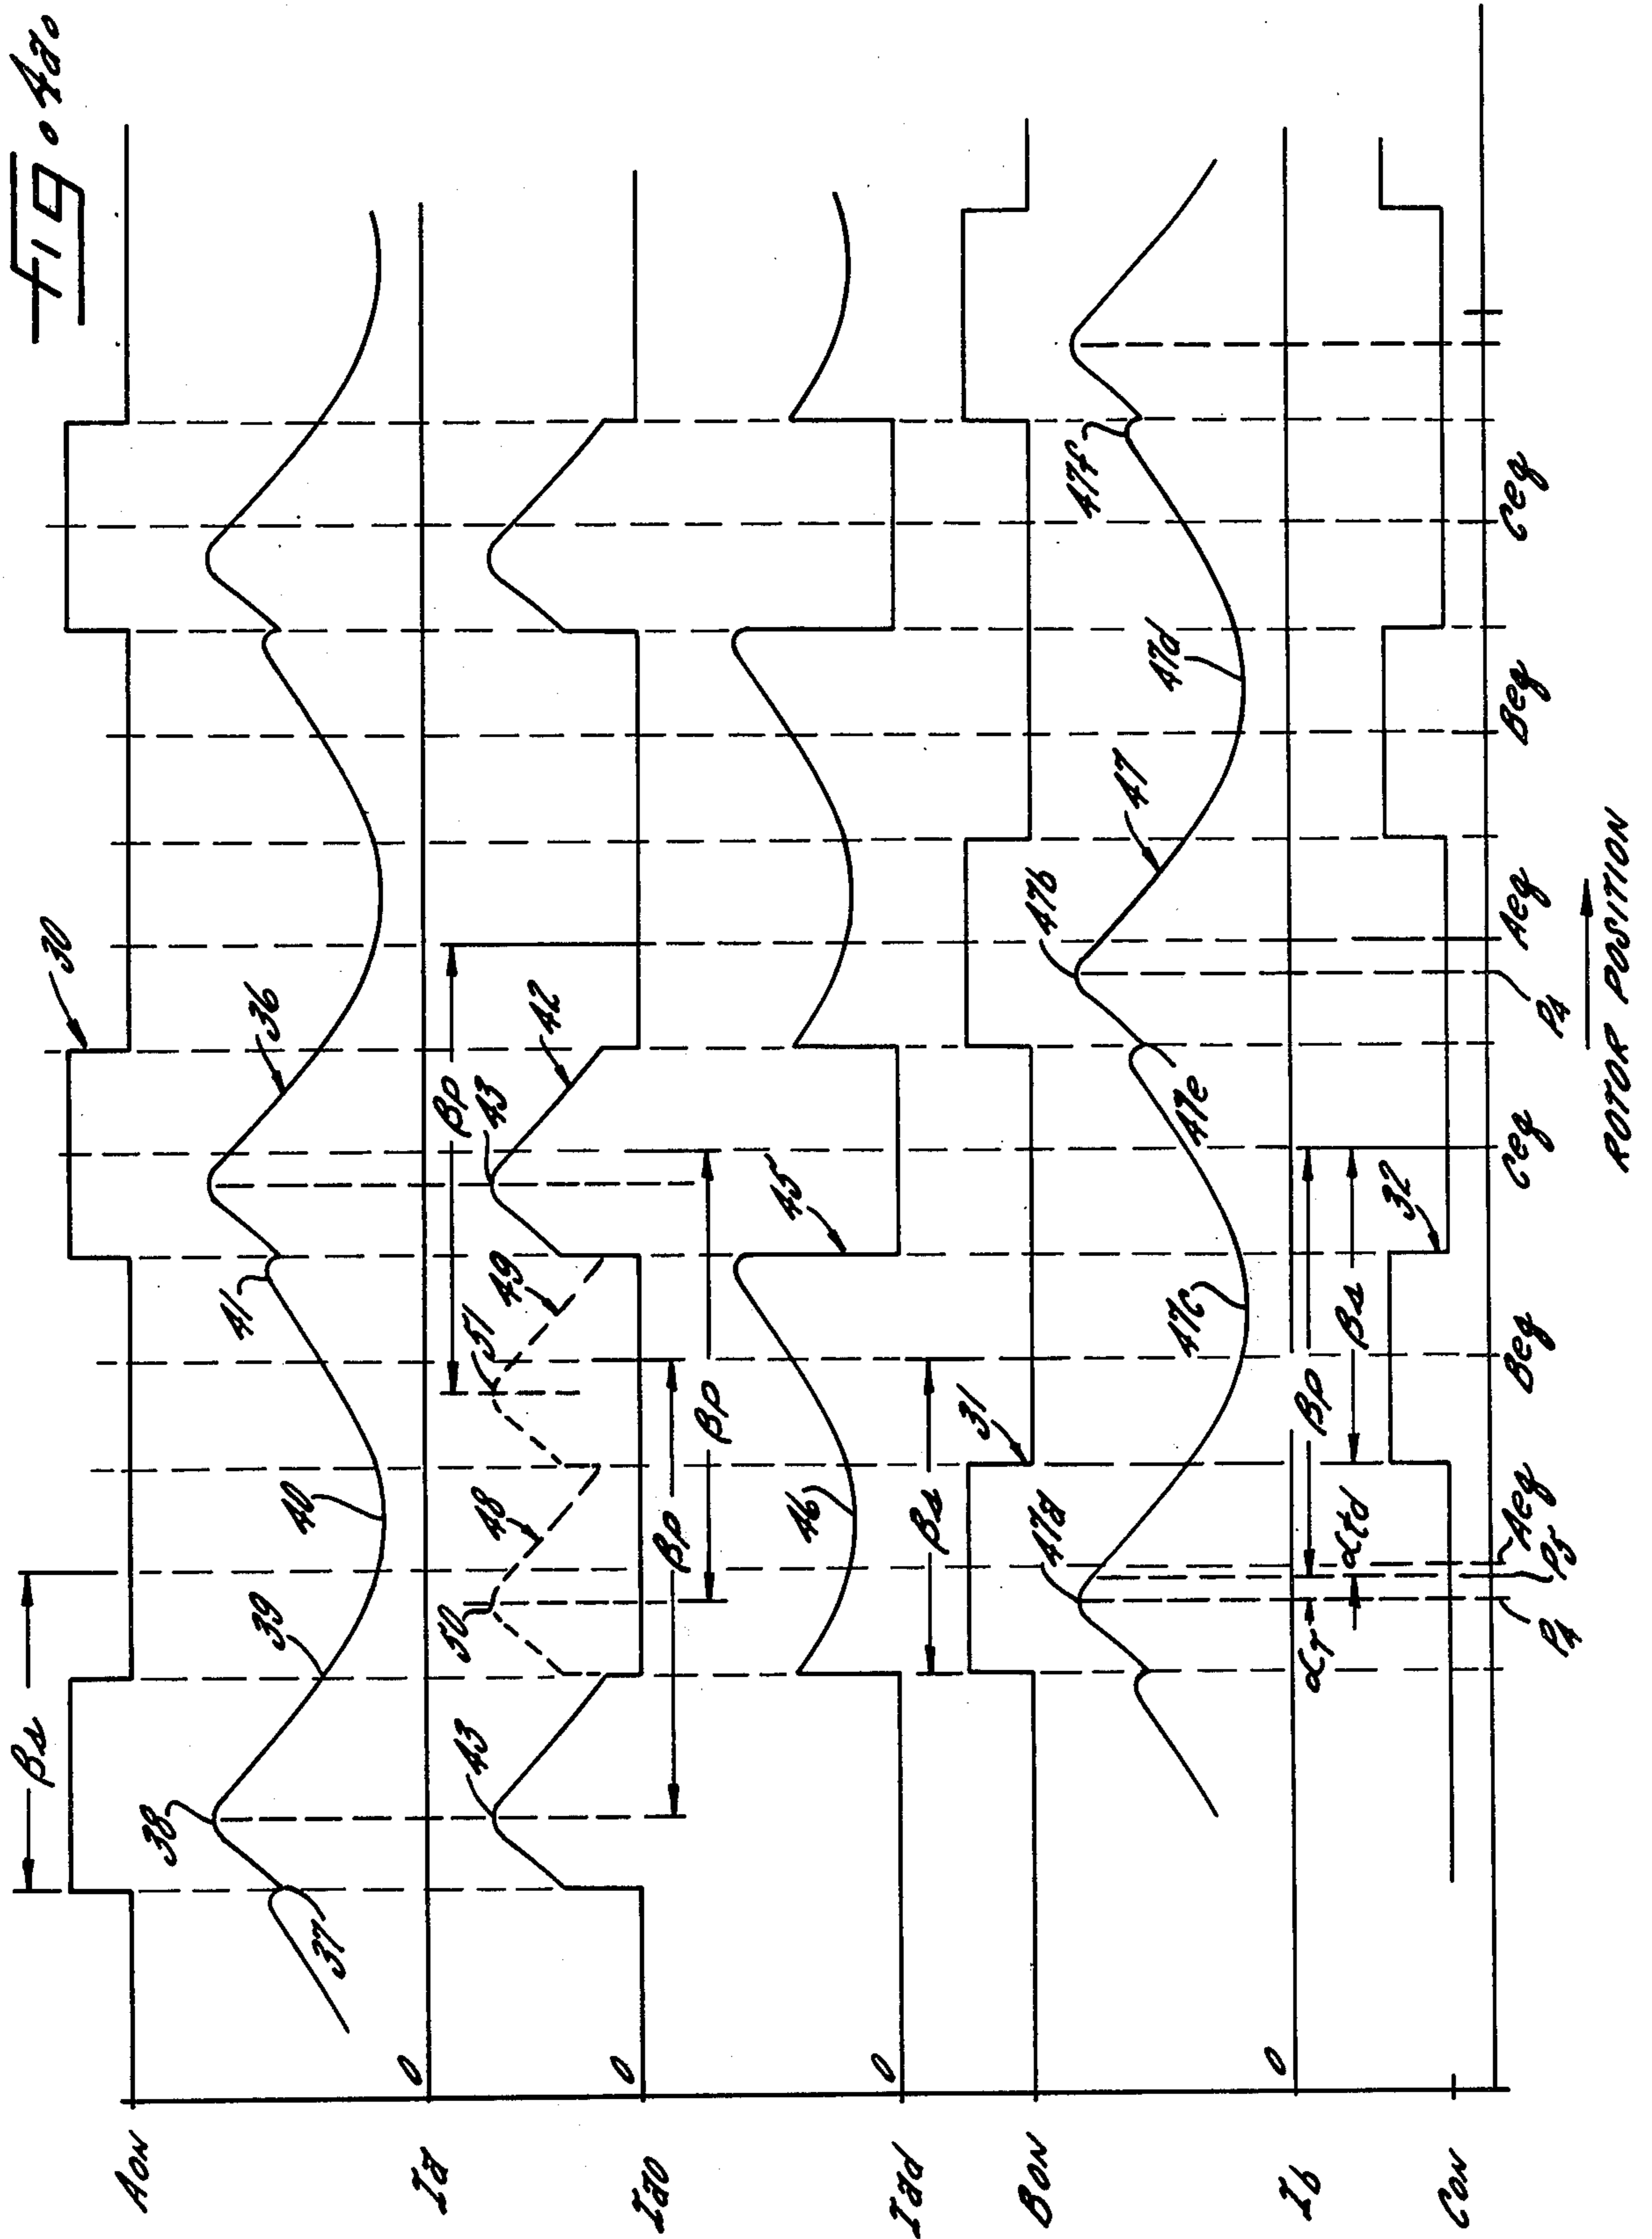 FIG. 4a.
Aon
Ia
Iao
Iad
Bon
Ib
Con
0
0
0
0
βs
38
37
39
40
41
36
30
43
50
48
51
49
βp
43
42
βp
βp
46
45
βs
31
47a
47c
47e
47b
47
47d
47f
αr
αtd
βp
βs
32
P4
P5
Aeq
Beq
Ceq
P4
Aeq
Beq
Ceq
ROTOR POSITION